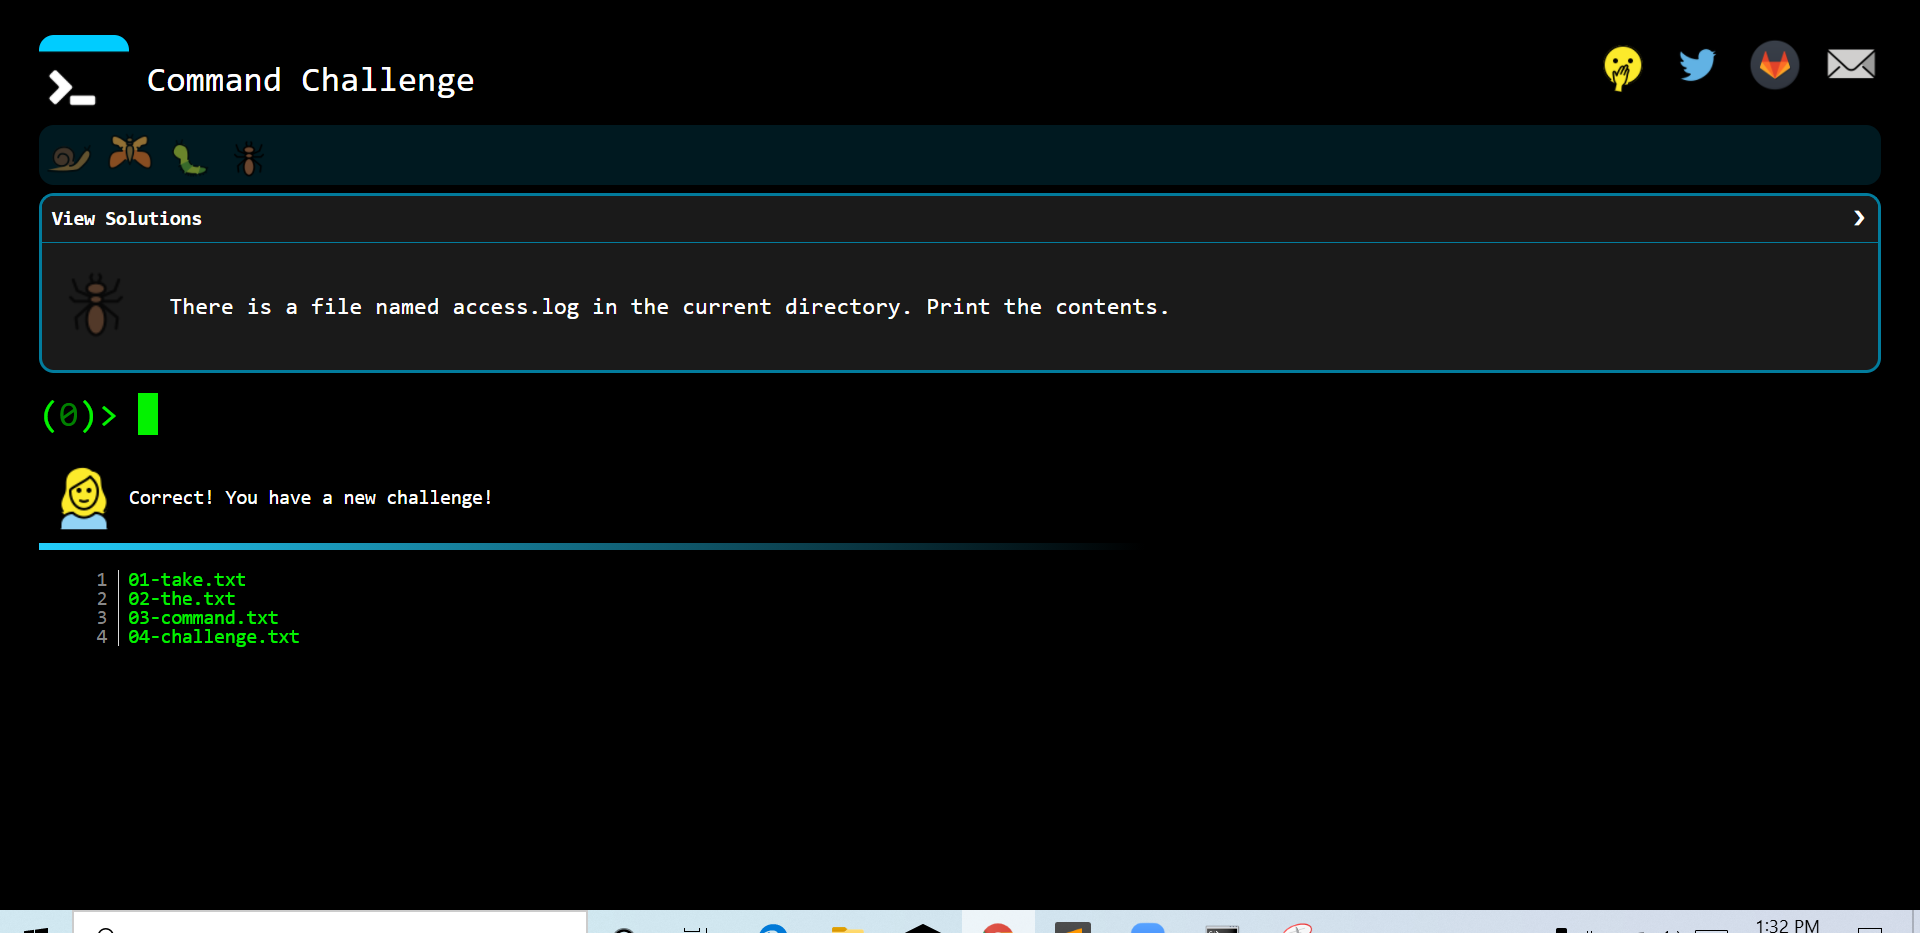 Command Challenge
View Solutions
There is a file named access.log in the current directory. Print the contents.
(0)>
Correct! You have a new challenge!
1 01-take.txt
2 02-the.txt
3 03-command.txt
4 04-challenge.txt
1:32 PM